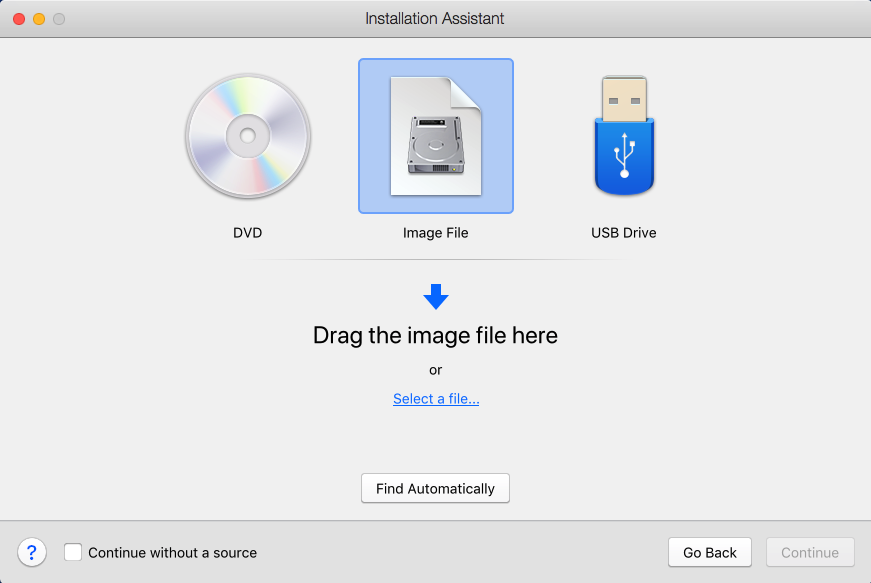 Installation Assistant
DVD
Image File
USB Drive
Drag the image file here
or
Select a file...
Find Automatically
? Continue without a source Go Back Continue